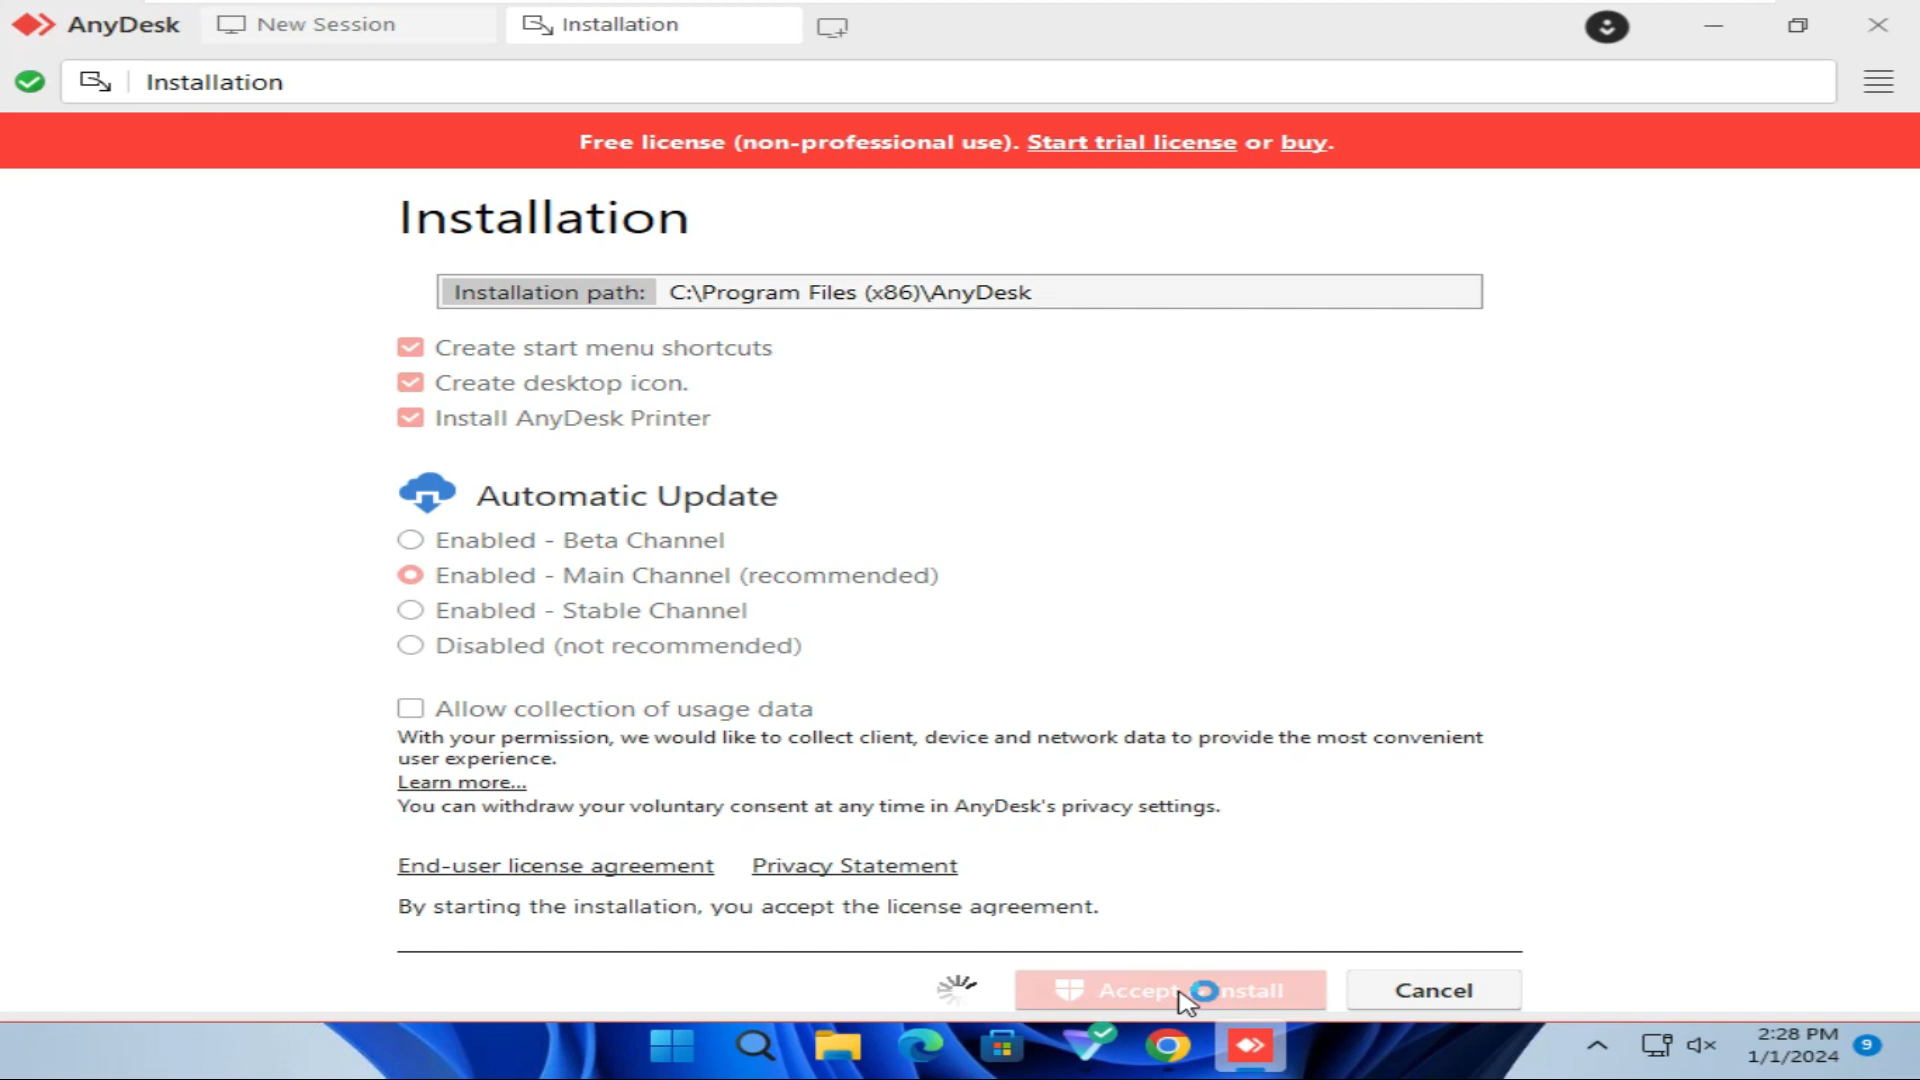 AnyDesk New Session Installation
Installation
Free license (non-professional use). Start trial license or buy.
Installation
Installation path: C:\Program Files (x86)\AnyDesk
Create start menu shortcuts
Create desktop icon.
Install AnyDesk Printer
Automatic Update
Enabled - Beta Channel
Enabled - Main Channel (recommended)
Enabled - Stable Channel
Disabled (not recommended)
Allow collection of usage data
With your permission, we would like to collect client, device and network data to provide the most convenient
user experience.
Learn more...
You can withdraw your voluntary consent at any time in AnyDesk's privacy settings.
End-user license agreement Privacy Statement
By starting the installation, you accept the license agreement.
Accept Install Cancel
2:28 PM
1/1/2024 9